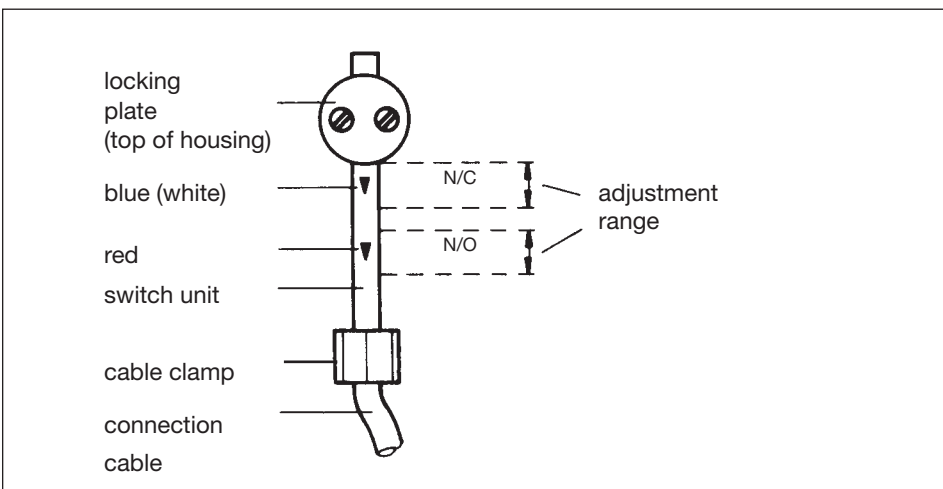 locking
plate
(top of housing)
blue (white)
N/C
adjustment
range
red
N/O
switch unit
cable clamp
connection
cable